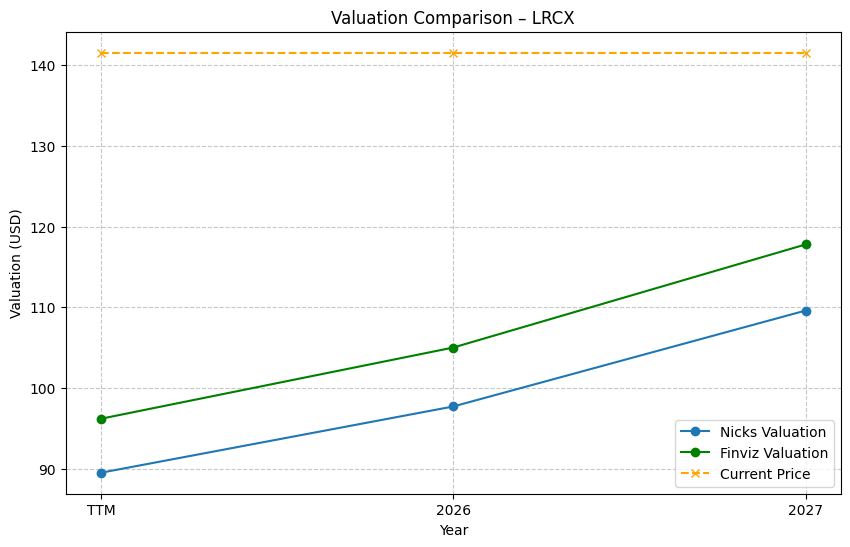 Valuation Comparison – LRCX
Valuation (USD)
140
130
120
110
100
90
TTM
2026
2027
Year
Nicks Valuation
Finviz Valuation
Current Price